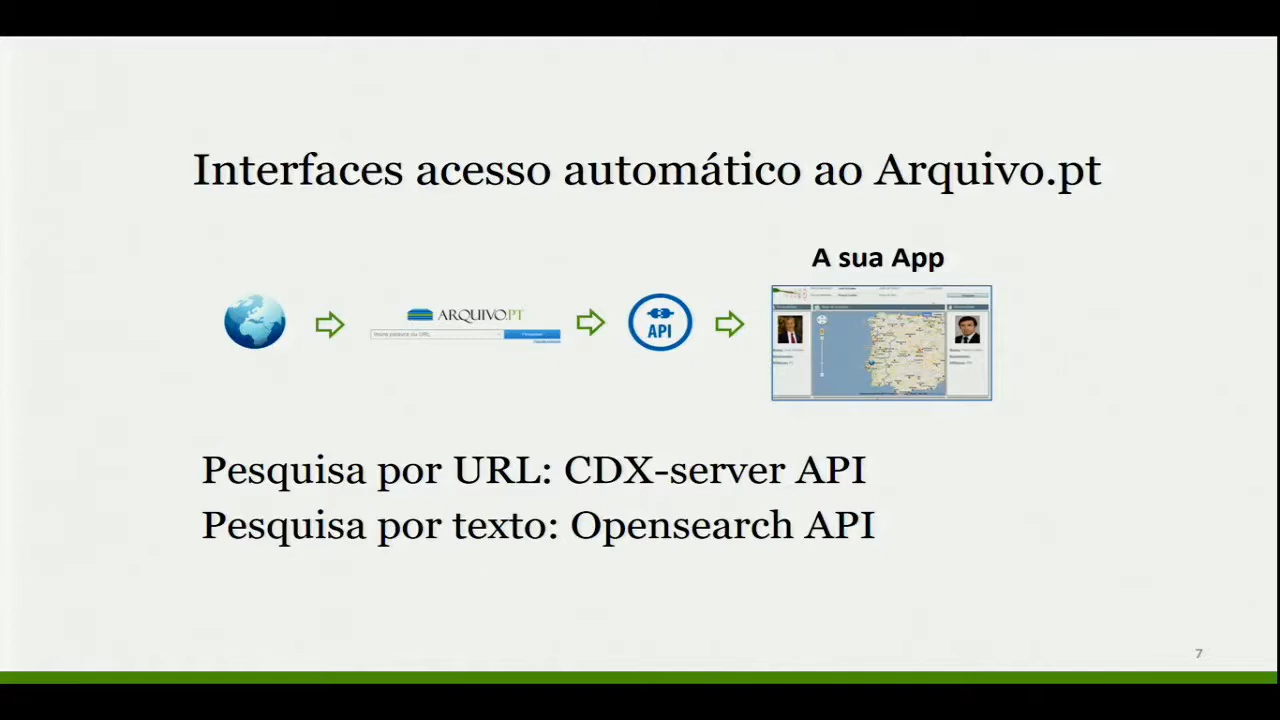 Interfaces acesso automático ao Arquivo.pt
A sua App
ARQUIVO.PT
API
Pesquisa por URL: CDX-server API
Pesquisa por texto: Opensearch API
7